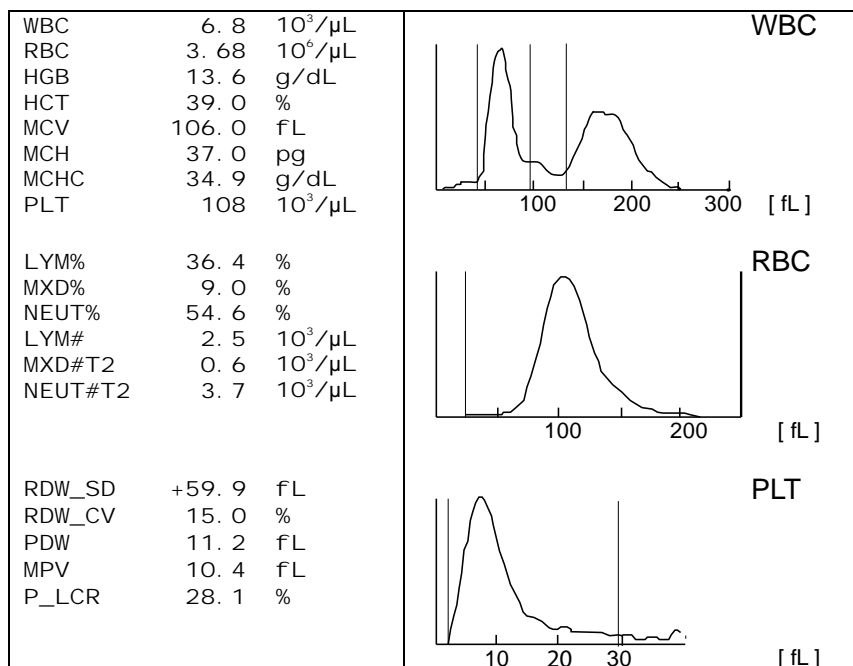 WBC 6.8 10³/µL
RBC 3.68 10⁶/µL
HGB 13.6 g/dL
HCT 39.0 %
MCV 106.0 fL
MCH 37.0 pg
MCHC 34.9 g/dL
PLT 108 10³/µL
LYM% 36.4 %
MXD% 9.0 %
NEUT% 54.6 %
LYM# 2.5 10³/µL
MXD#T2 0.6 10³/µL
NEUT#T2 3.7 10³/µL
RDW_SD +59.9 fL
RDW_CV 15.0 %
PDW 11.2 fL
MPV 10.4 fL
P_LCR 28.1 %
WBC
100 200 300 [fL]
RBC
100 200 [fL]
PLT
10 20 30 [fL]